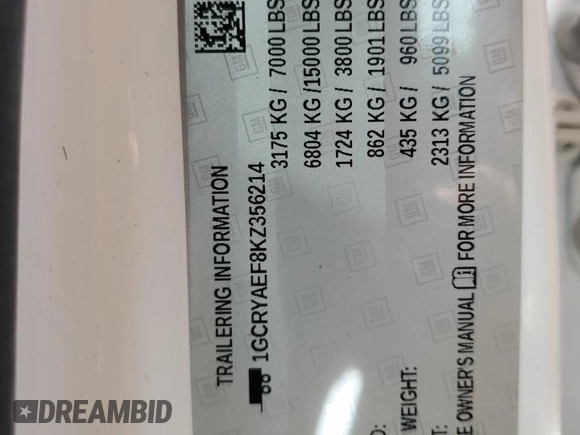 TRAILERING INFORMATION
1GCRYAEF8KZ356214
3175 KG / 7000 LBS
6804 KG /15000 LBS
1724 KG / 3800 LBS
862 KG / 1901 LBS
435 KG / 960 LBS
WEIGHT:
2313 KG / 5099 LBS
E OWNER'S MANUAL FOR MORE INFORMATION
GM
DREAMBID